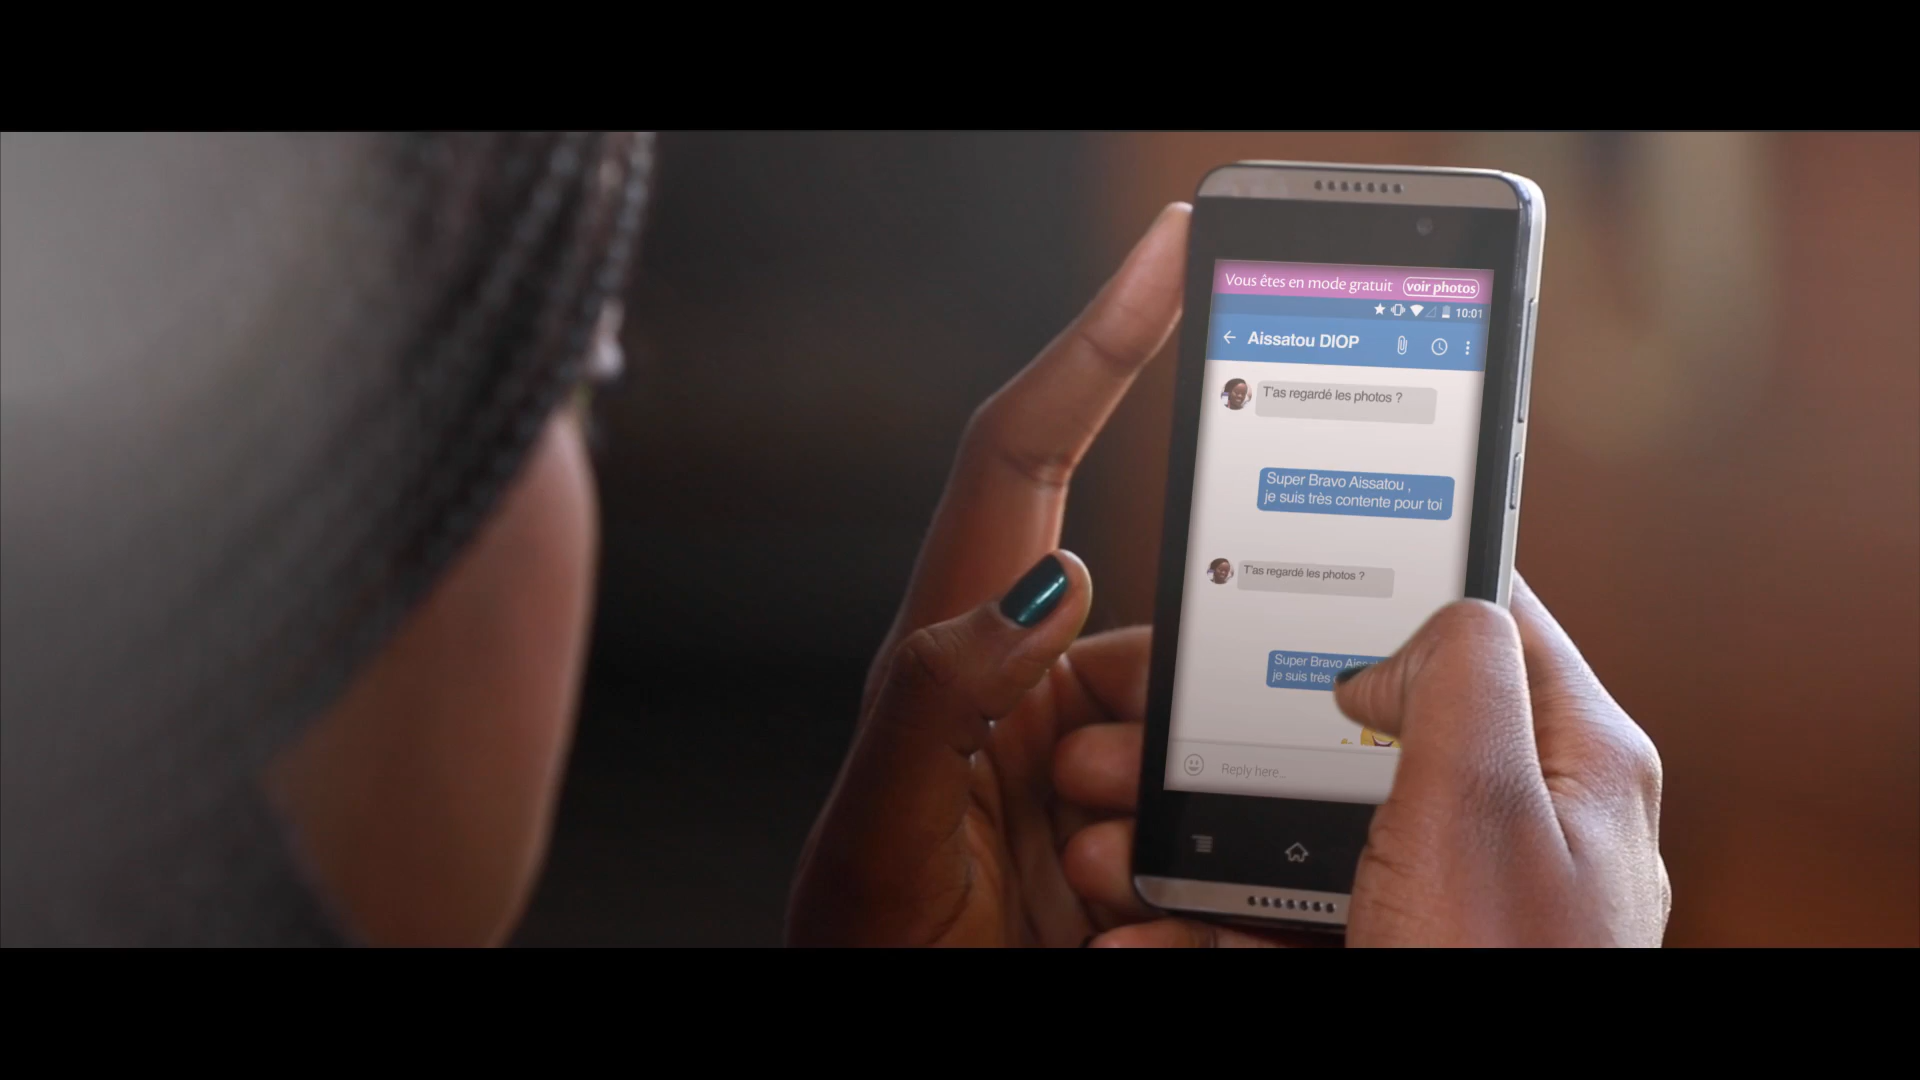 Vous êtes en mode gratuit voir photos
10:01
Aissatou DIOP
T'as regardé les photos ?
Super Bravo Aissatou ,
je suis très contente pour toi
T'as regardé les photos ?
Super Bravo
je suis très
Reply here..